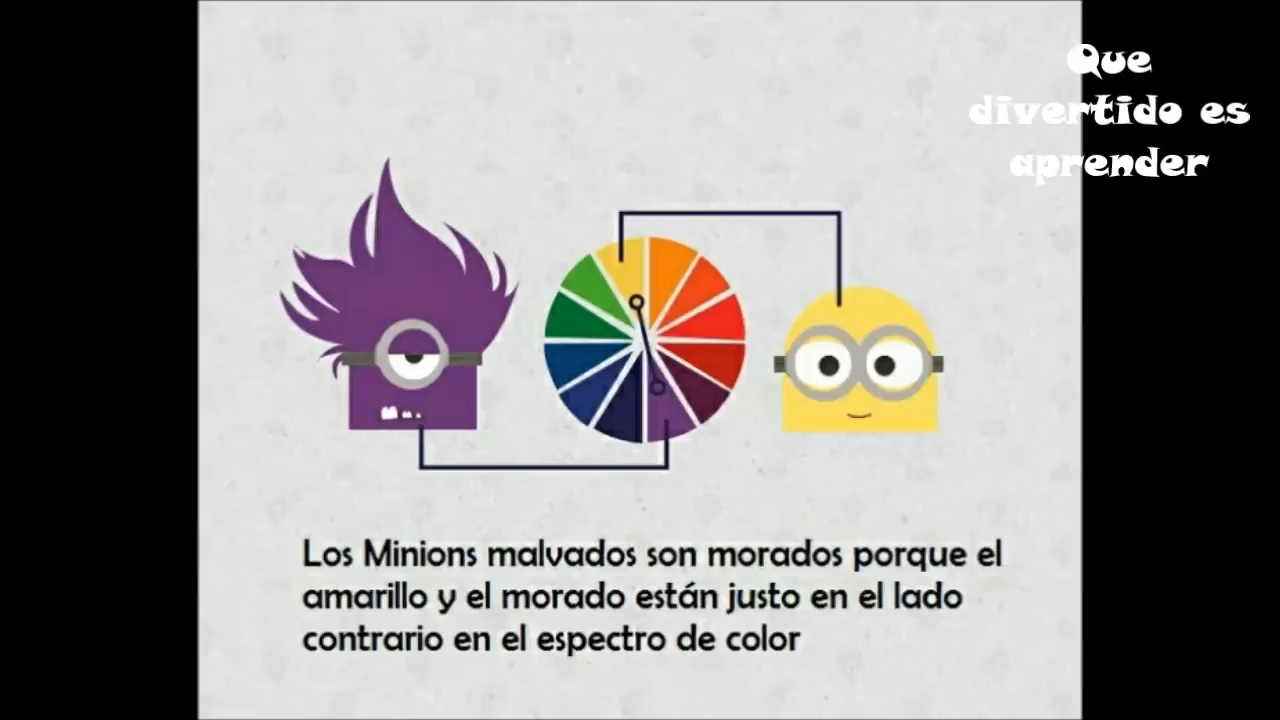 Que
divertido es
aprender
Los Minions malvados son morados porque el
amarillo y el morado están justo en el lado
contrario en el espectro de color